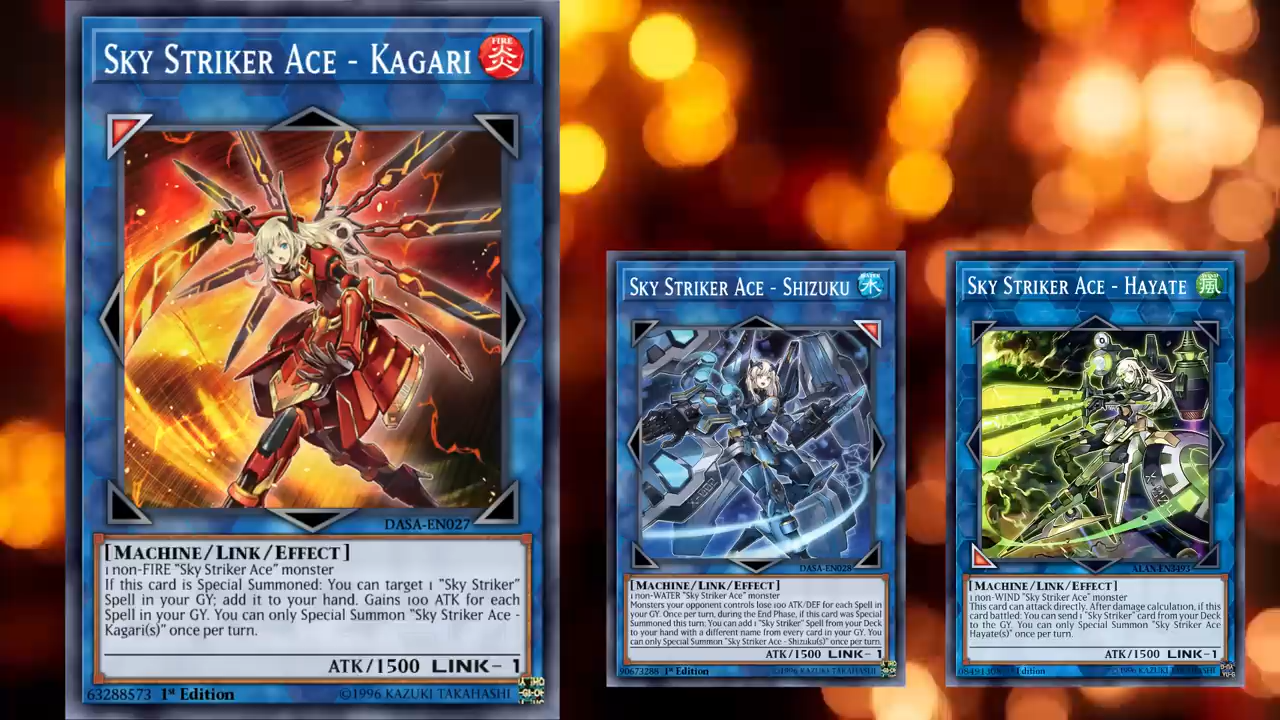 SKY STRIKER ACE - KAGARI
FIRE
炎
DASA-EN027
[MACHINE/LINK/EFFECT]
1 non-FIRE "Sky Striker Ace" monster
If this card is Special Summoned: You can target 1 "Sky Striker"
Spell in your GY; add it to your hand. Gains 100 ATK for each
Spell in your GY. You can only Special Summon "Sky Striker Ace -
Kagari(s)" once per turn.
ATK/1500 LINK-1
63288573 1st Edition ©1996 KAZUKI TAKAHASHI
SKY STRIKER ACE - SHIZUKU
WATER
水
DASA-EN028
[MACHINE/LINK/EFFECT]
1 non-WATER "Sky Striker Ace" monster
Monsters your opponent controls lose 100 ATK/DEF for each Spell in
your GY. Once per turn, during the End Phase, if this card was Special
Summoned this turn: You can add 1 "Sky Striker" Spell from your Deck
to your hand with a different name from every card in your GY. You
can only Special Summon "Sky Striker Ace - Shizuku(s)" once per turn.
ATK/1500 LINK-1
90673288 1st Edition ©1996 KAZUKI TAKAHASHI
SKY STRIKER ACE - HAYATE
WIND
風
[MACHINE/LINK/EFFECT]
1 non-WIND "Sky Striker Ace" monster
This card can attack directly. After damage calculation, if this
card battled: You can send 1 "Sky Striker" card from your Deck
to the GY. You can only Special Summon "Sky Striker Ace
Hayate(s)" once per turn.
ATK/1500 LINK-1
Edition ©1996 KAZUKI TAKAHASHI